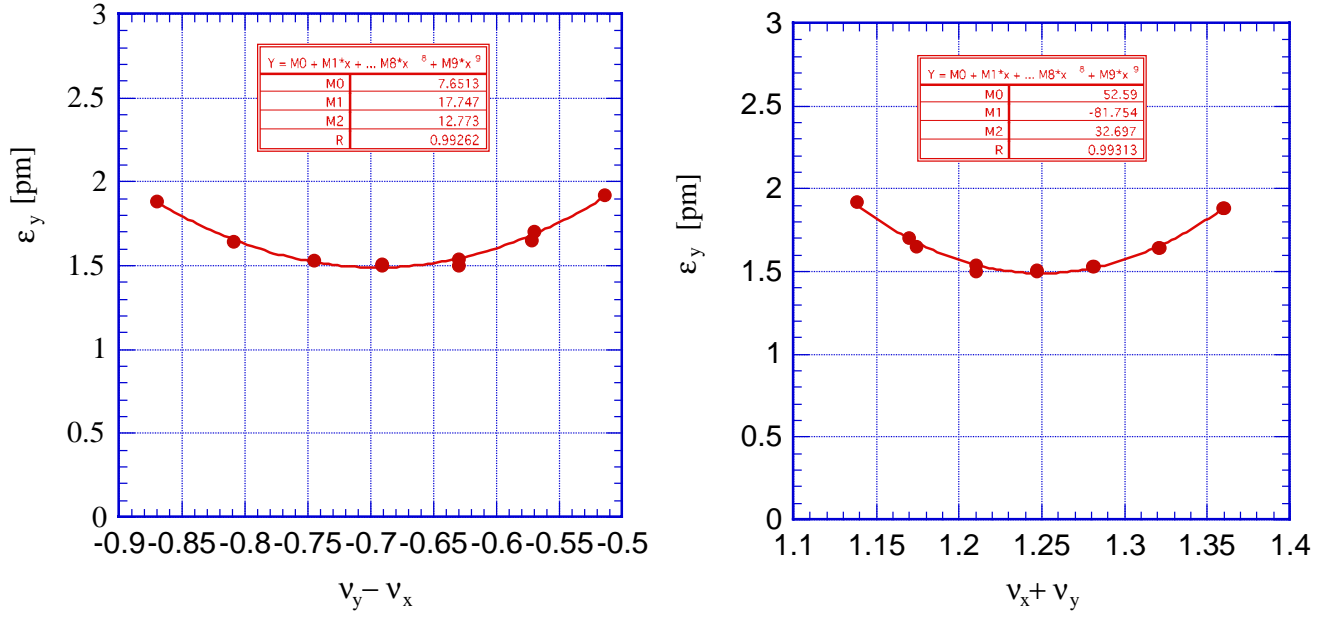 3
2.5
2
1.5
1
0.5
0
ε y [pm]
Y = M0 + M1*x + ... M8*x 8 + M9*x 9
M0 7.6513
M1 17.747
M2 12.773
R 0.99262
-0.9 -0.85 -0.8 -0.75 -0.7 -0.65 -0.6 -0.55 -0.5
νy− νx
3
2.5
2
1.5
1
0.5
0
ε y [pm]
Y = M0 + M1*x + ... M8*x 8 + M9*x 9
M0 52.59
M1 -81.754
M2 32.697
R 0.99313
1.1 1.15 1.2 1.25 1.3 1.35 1.4
νx+ νy